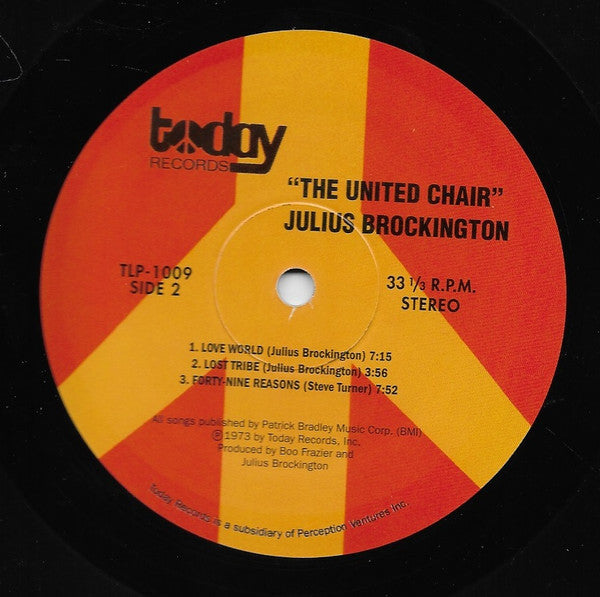 today
RECORDS
"THE UNITED CHAIR"
JULIUS BROCKINGTON
TLP-1009
SIDE 2
33 1/3 R.P.M.
STEREO
1. LOVE WORLD (Julius Brockington) 7:15
2. LOST TRIBE (Julius Brockington) 3:56
3. FORTY-NINE REASONS (Steve Turner) 7:52
All songs published by Patrick Bradley Music Corp. (BMI)
℗ 1973 by Today Records, Inc.
Produced by Boo Frazier and
Julius Brockington
Today Records is a subsidiary of Perception Ventures Inc.